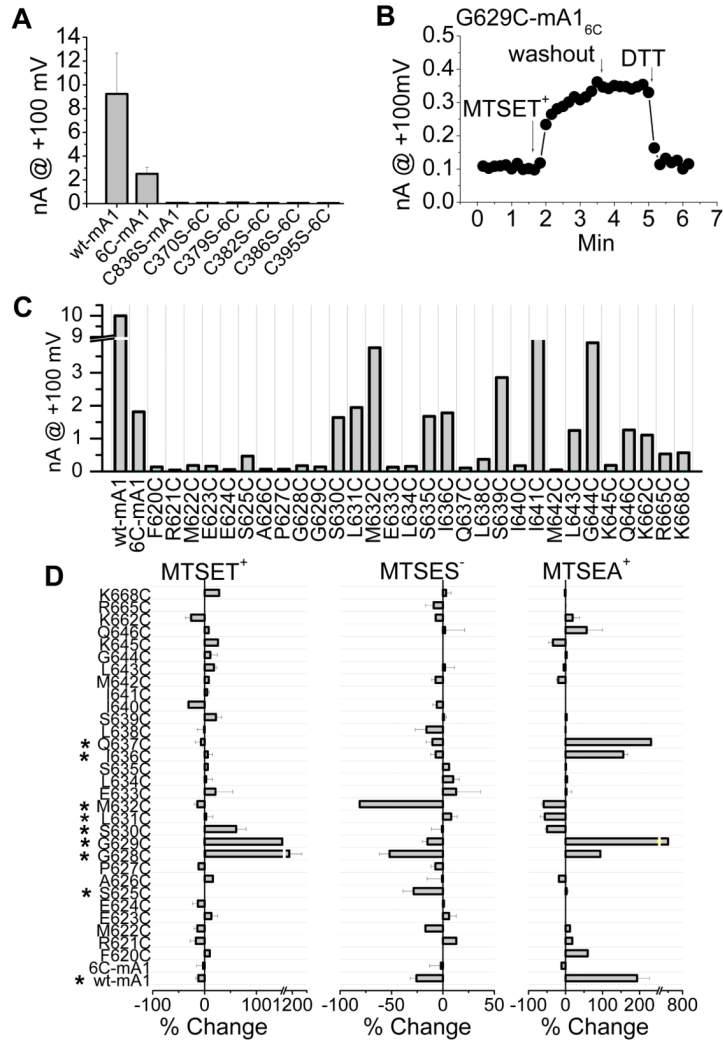 A
nA @ +100 mV
14
12
10
8
6
4
2
0
wt-mA1
6C-mA1
C836S-mA1
C370S-6C
C379S-6C
C382S-6C
C386S-6C
C395S-6C
B
G629C-mA1₆C
washout
DTT
MTSET⁺
nA @ +100mV
0.5
0.4
0.3
0.2
0.1
0.0
0 1 2 3 4 5 6 7
Min
C
nA @ +100 mV
10
9
3
2
1
0
wt-mA1
6C-mA1
F620C
R621C
M622C
E623C
E624C
S625C
A626C
P627C
G628C
G629C
S630C
L631C
M632C
E633C
L634C
S635C
I636C
Q637C
L638C
S639C
I640C
I641C
M642C
L643C
G644C
K645C
Q646C
K662C
R665C
K668C
D
MTSET⁺ MTSES⁻ MTSEA⁺
K668C
R665C
K662C
Q646C
K645C
G644C
L643C
M642C
I641C
I640C
S639C
L638C
* Q637C
* I636C
S635C
L634C
E633C
* M632C
* L631C
* S630C
* G629C
* G628C
P627C
A626C
* S625C
E624C
E623C
M622C
R621C
F620C
6C-mA1
* wt-mA1
-100 0 100 1200
% Change
-100 -50 0 50
% Change
-100 0 100 200 800
% Change